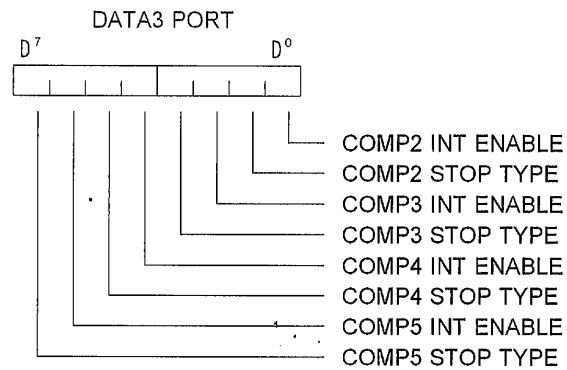 DATA3 PORT
D⁷ D⁰
COMP2 INT ENABLE
COMP2 STOP TYPE
COMP3 INT ENABLE
COMP3 STOP TYPE
COMP4 INT ENABLE
COMP4 STOP TYPE
COMP5 INT ENABLE
COMP5 STOP TYPE